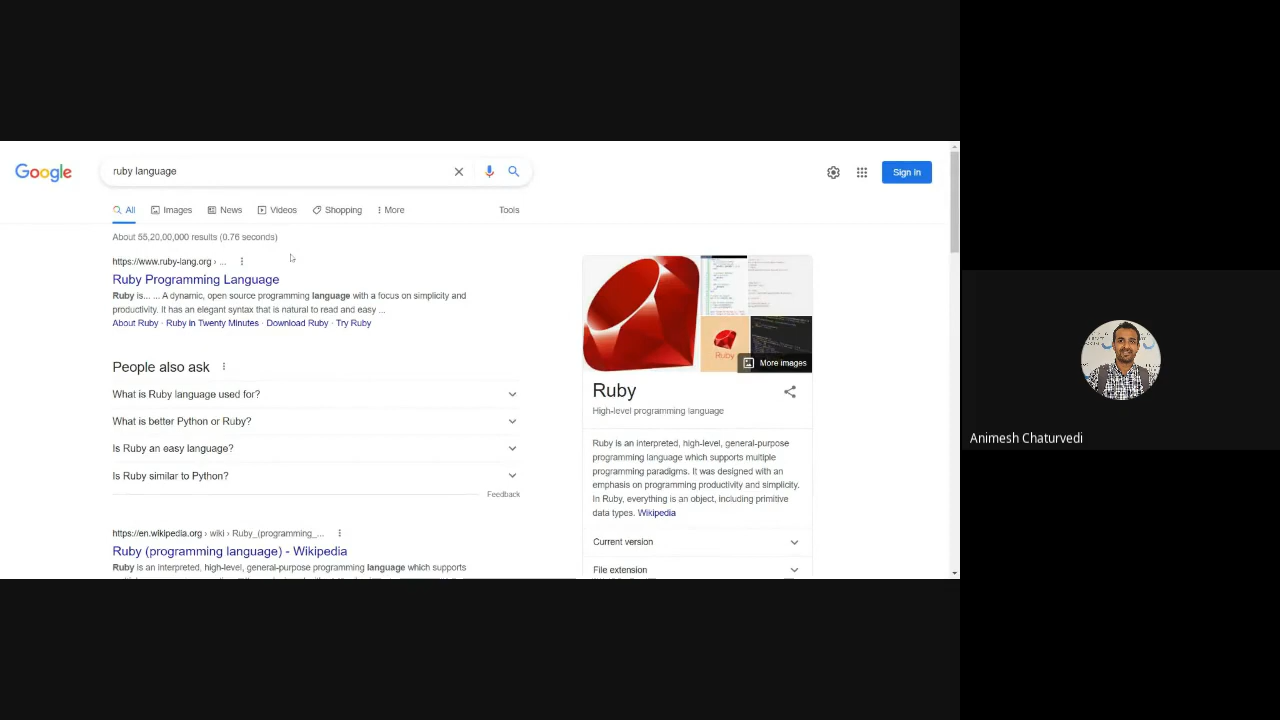 Google
ruby language
Sign in
All
Images
News
Videos
Shopping
More
Tools
About 55,20,00,000 results (0.76 seconds)
https://www.ruby-lang.org › ...
Ruby Programming Language
Ruby is... ... A dynamic, open source programming language with a focus on simplicity and
productivity. It has an elegant syntax that is natural to read and easy ...
About Ruby · Ruby in Twenty Minutes · Download Ruby · Try Ruby
People also ask
What is Ruby language used for?
What is better Python or Ruby?
Is Ruby an easy language?
Is Ruby similar to Python?
Feedback
https://en.wikipedia.org › wiki › Ruby_(programming_...
Ruby (programming language) - Wikipedia
Ruby is an interpreted, high-level, general-purpose programming language which supports
Ruby
More images
Ruby
High-level programming language
Ruby is an interpreted, high-level, general-purpose
programming language which supports multiple
programming paradigms. It was designed with an
emphasis on programming productivity and simplicity.
In Ruby, everything is an object, including primitive
data types. Wikipedia
Current version
File extension
Animesh Chaturvedi